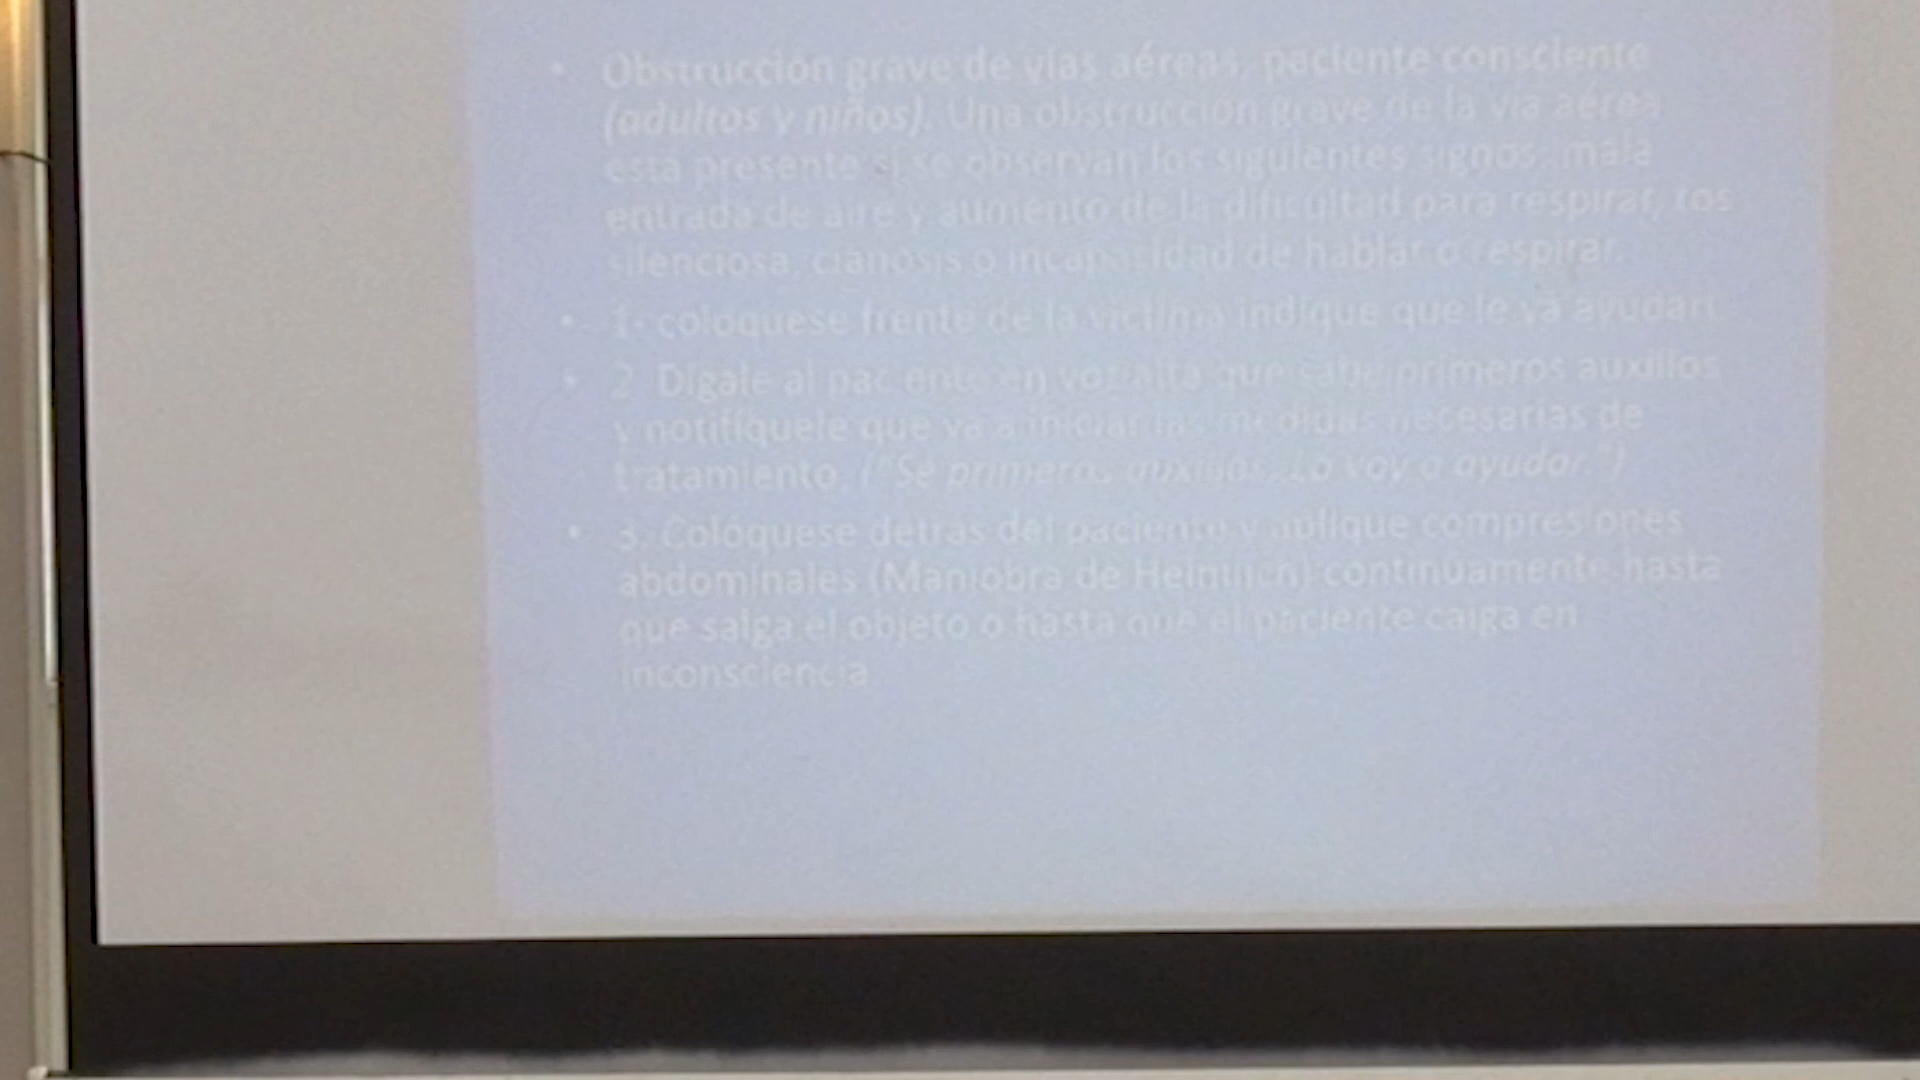 • Obstrucción grave de vías aéreas, paciente consciente
(adultos y niños). Una obstrucción grave de la vía aérea
está presente si se observan los siguientes signos: mala
entrada de aire y aumento de la dificultad para respirar, tos
silenciosa, cianosis o incapacidad de hablar o respirar.
• 1- coloquese frente de la victima indique que le va ayudar
• 2. Dígale al paciente en voz alta que sabe primeros auxilios
y notifíquele que va a iniciar las medidas necesarias de
tratamiento. ("Sé primeros auxilios. Lo voy a ayudar.")
• 3. Colóquese detrás del paciente y aplique compresiones
abdominales (Maniobra de Heimlich) continuamente hasta
que salga el objeto o hasta que el paciente caiga en
inconsciencia